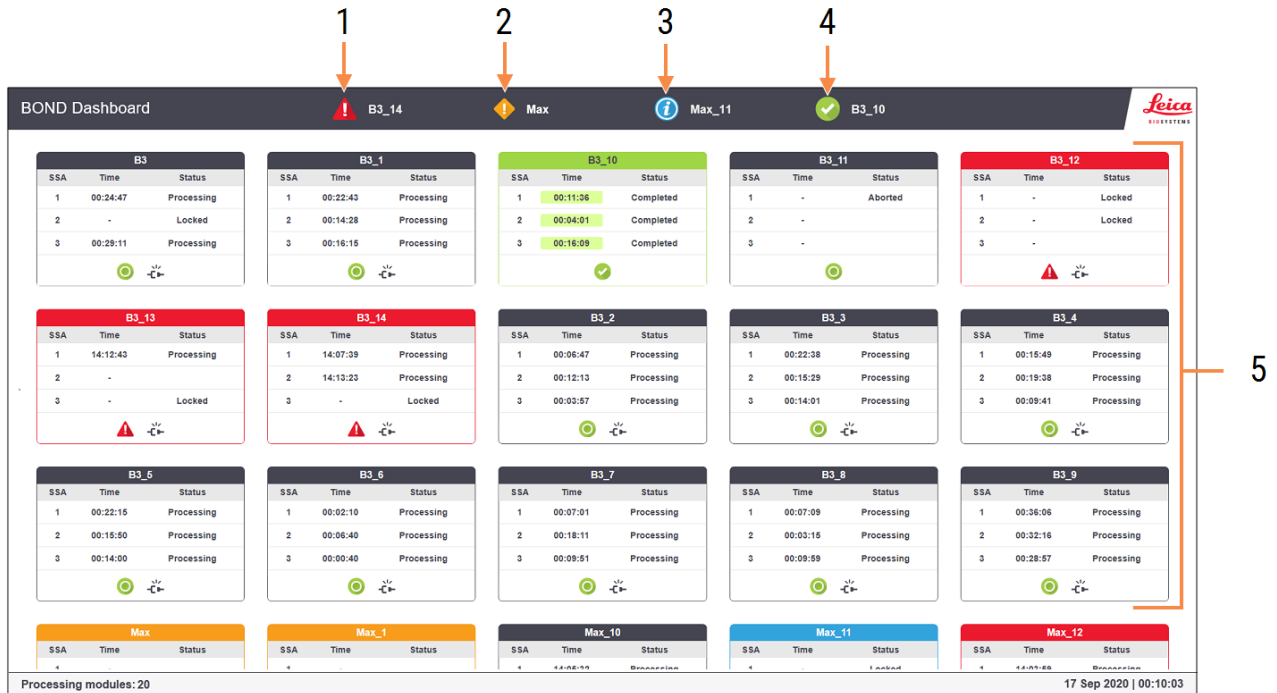 1 2 3 4
BOND Dashboard B3_14 Max Max_11 B3_10 Leica
BIOSYSTEMS
B3 B3_1 B3_10 B3_11 B3_12
SSA Time Status SSA Time Status SSA Time Status SSA Time Status SSA Time Status
1 00:24:47 Processing 1 00:22:43 Processing 1 00:11:36 Completed 1 - Aborted 1 - Locked
2 - Locked 2 00:14:28 Processing 2 00:04:01 Completed 2 - 2 - Locked
3 00:29:11 Processing 3 00:16:15 Processing 3 00:16:09 Completed 3 - 3 -
B3_13 B3_14 B3_2 B3_3 B3_4
SSA Time Status SSA Time Status SSA Time Status SSA Time Status SSA Time Status
1 14:12:43 Processing 1 14:07:39 Processing 1 00:06:47 Processing 1 00:22:38 Processing 1 00:15:49 Processing
2 - 2 14:13:23 Processing 2 00:12:13 Processing 2 00:15:29 Processing 2 00:19:38 Processing
3 - Locked 3 - Locked 3 00:03:57 Processing 3 00:14:01 Processing 3 00:09:41 Processing
5
B3_5 B3_6 B3_7 B3_8 B3_9
SSA Time Status SSA Time Status SSA Time Status SSA Time Status SSA Time Status
1 00:22:15 Processing 1 00:02:10 Processing 1 00:07:01 Processing 1 00:07:09 Processing 1 00:36:06 Processing
2 00:15:50 Processing 2 00:06:40 Processing 2 00:18:11 Processing 2 00:03:15 Processing 2 00:32:16 Processing
3 00:14:00 Processing 3 00:00:40 Processing 3 00:09:51 Processing 3 00:09:59 Processing 3 00:28:57 Processing
Max Max_1 Max_10 Max_11 Max_12
SSA Time Status SSA Time Status SSA Time Status SSA Time Status SSA Time Status
Processing modules: 20 17 Sep 2020 | 00:10:03